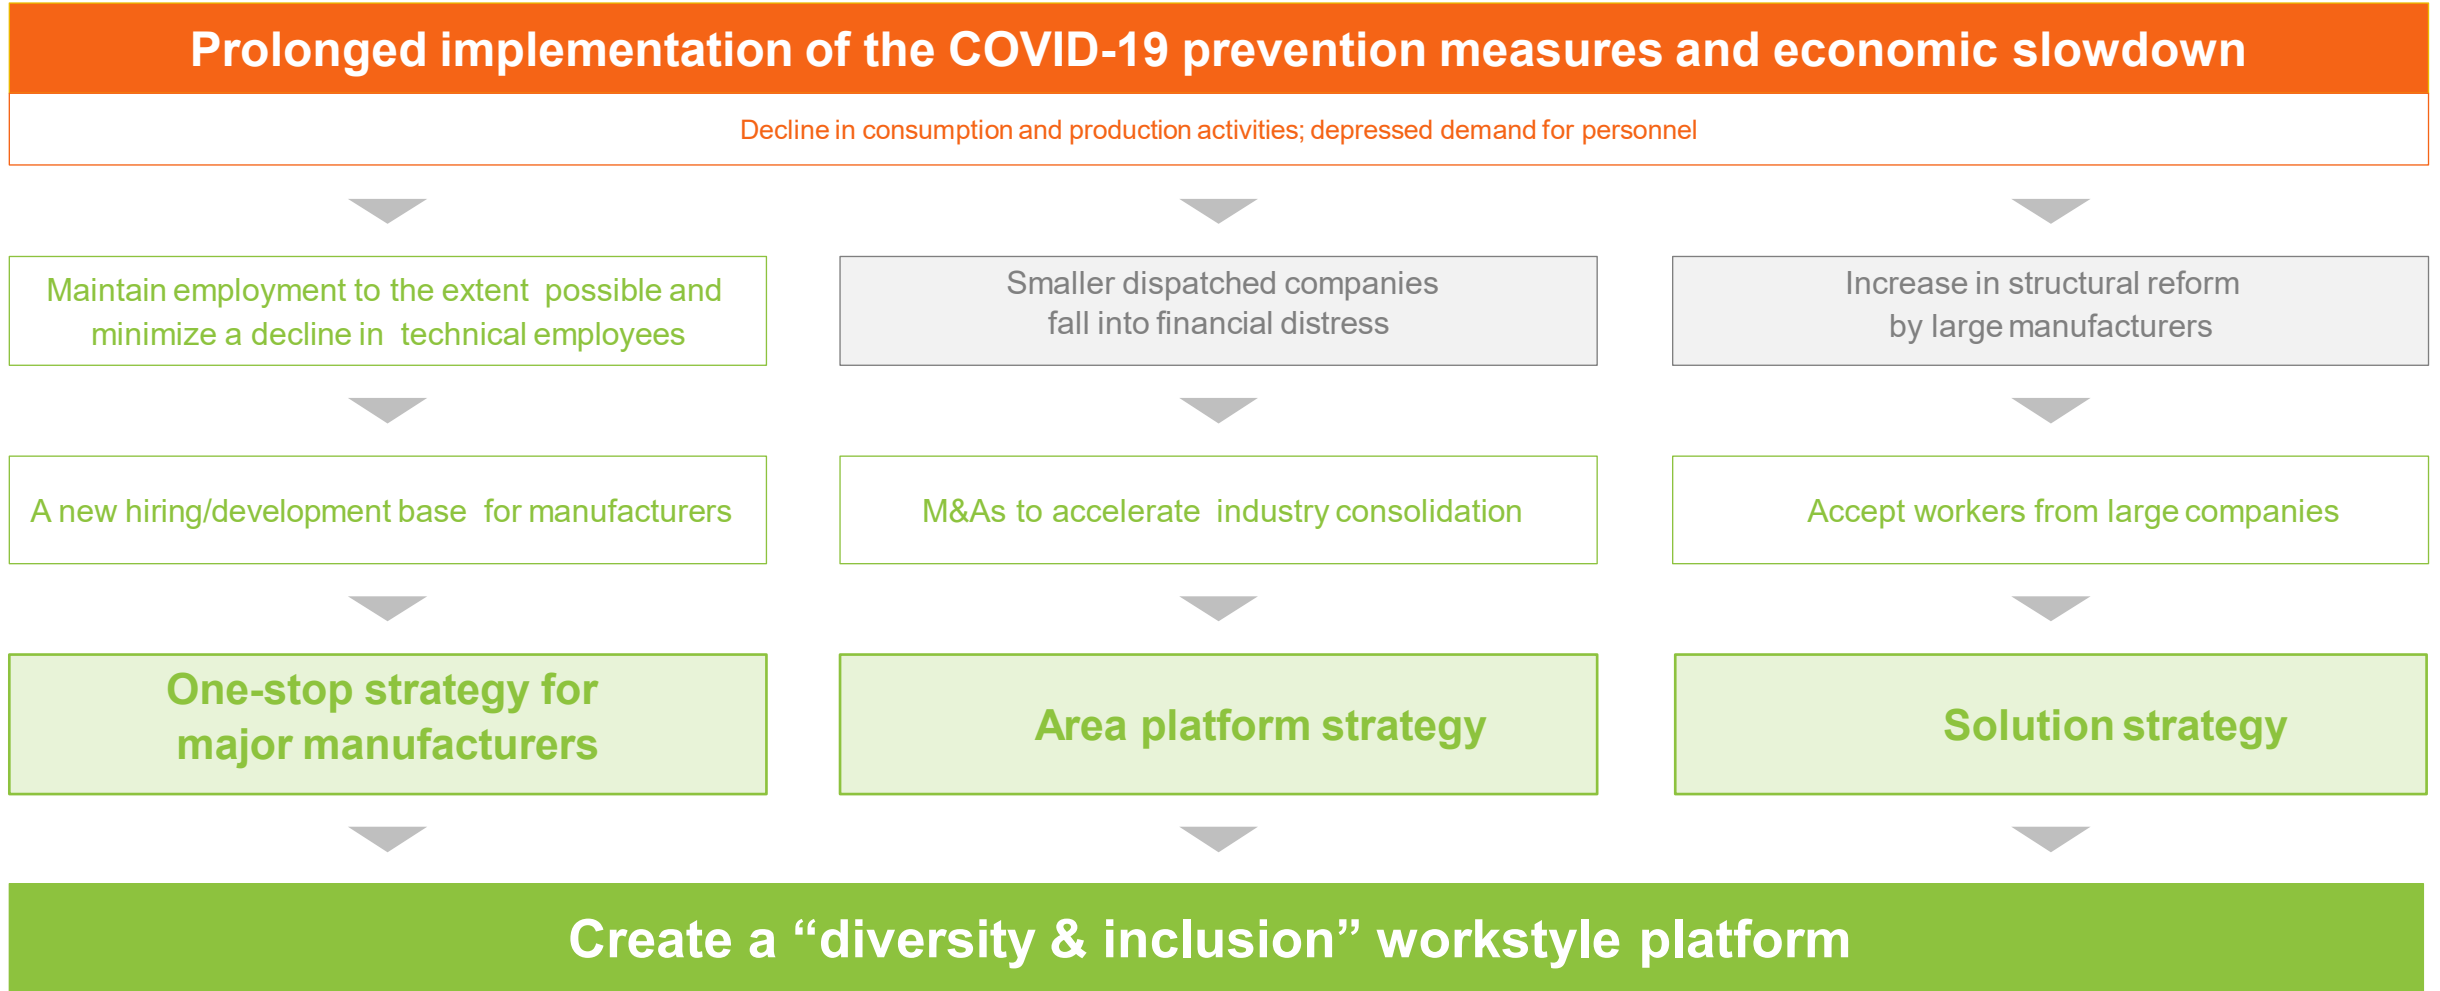 Prolonged implementation of the COVID-19 prevention measures and economic slowdown
Decline in consumption and production activities; depressed demand for personnel
Maintain employment to the extent possible and
minimize a decline in technical employees
Smaller dispatched companies
fall into financial distress
Increase in structural reform
by large manufacturers
A new hiring/development base for manufacturers
M&As to accelerate industry consolidation
Accept workers from large companies
One-stop strategy for
major manufacturers
Area platform strategy
Solution strategy
Create a “diversity & inclusion” workstyle platform